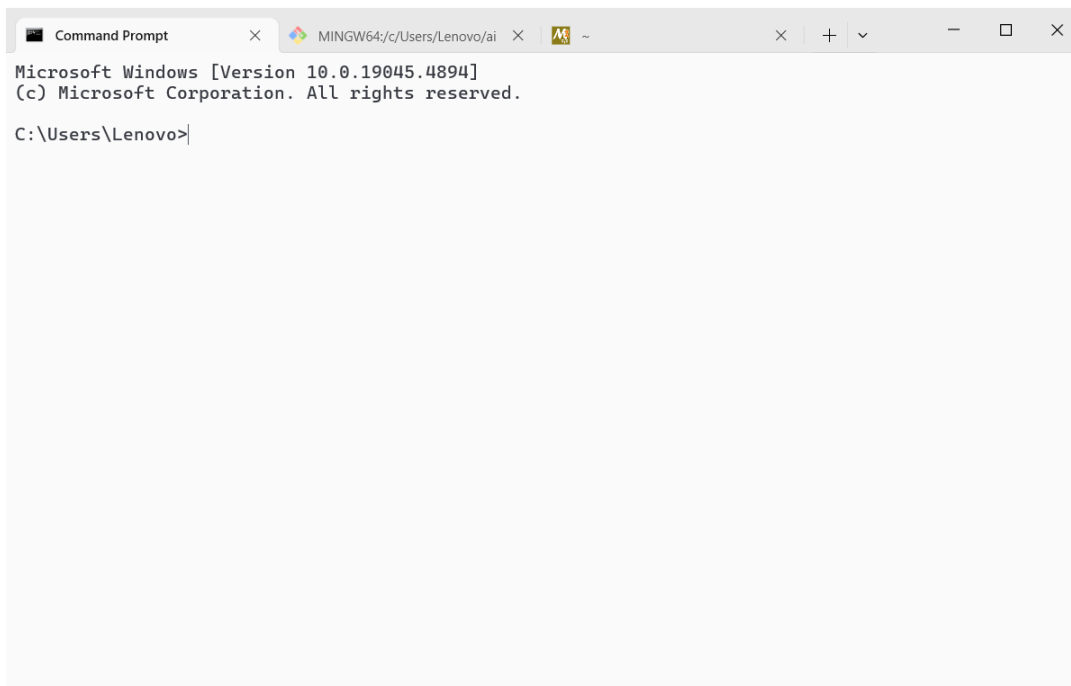 Command Prompt
MINGW64:/c/Users/Lenovo/ai
~
Microsoft Windows [Version 10.0.19045.4894]
(c) Microsoft Corporation. All rights reserved.
C:\Users\Lenovo>